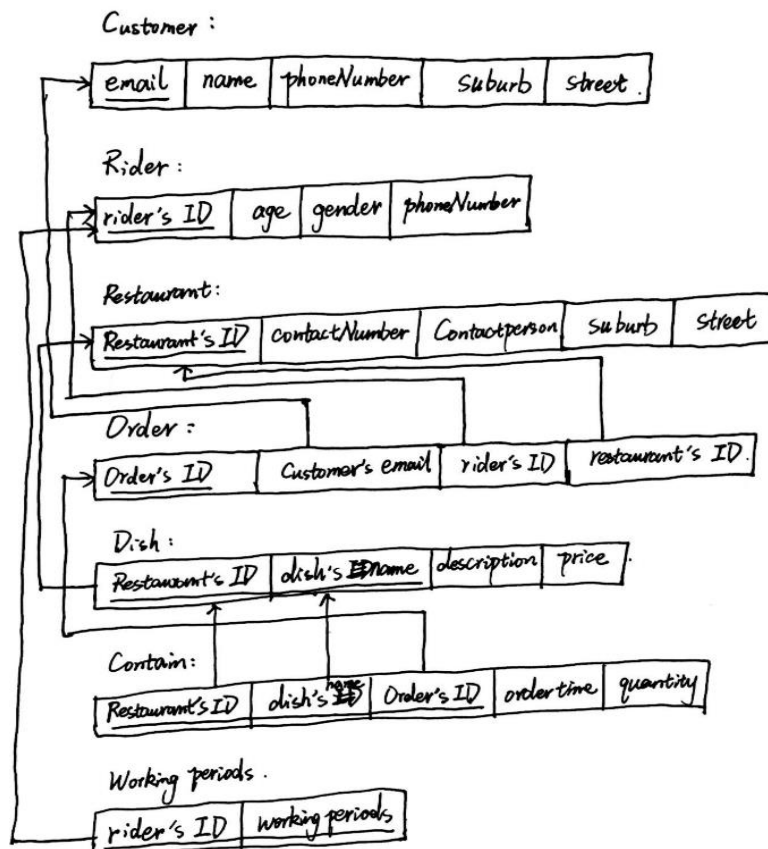 Customer :
email name phoneNumber suburb street .
Rider :
rider's ID age gender phoneNumber
Restaurant:
Restaurant's ID contactNumber Contactperson suburb street
Order :
Order's ID Customer's email rider's ID restaurant's ID.
Dish :
Restaurant's ID dish's name description price .
Contain:
Restaurant's ID dish's name Order's ID ordertime quantity
Working periods .
rider's ID working periods